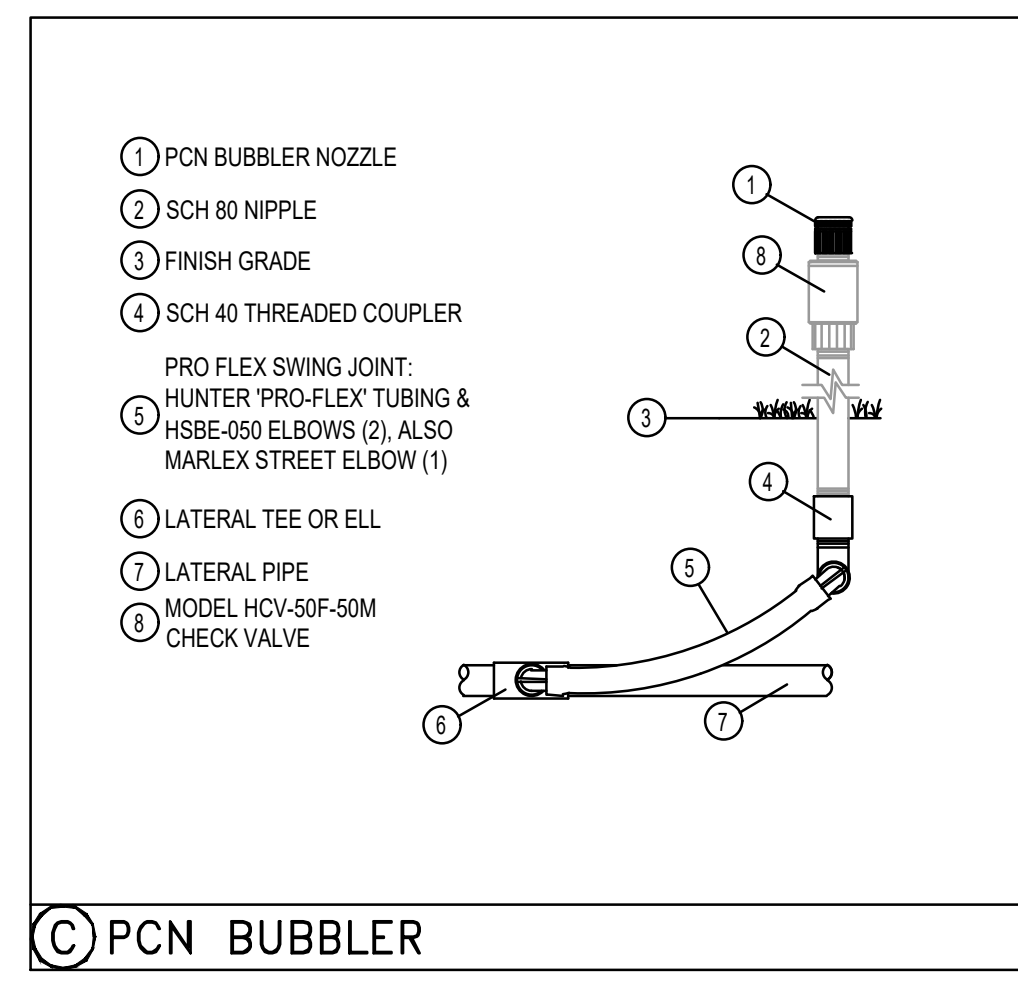 1 PCN BUBBLER NOZZLE
2 SCH 80 NIPPLE
3 FINISH GRADE
4 SCH 40 THREADED COUPLER
5 PRO FLEX SWING JOINT:
HUNTER 'PRO-FLEX' TUBING &
HSBE-050 ELBOWS (2), ALSO
MARLEX STREET ELBOW (1)
6 LATERAL TEE OR ELL
7 LATERAL PIPE
8 MODEL HCV-50F-50M
CHECK VALVE
1
8
2
3
4
5
6
7
C PCN BUBBLER